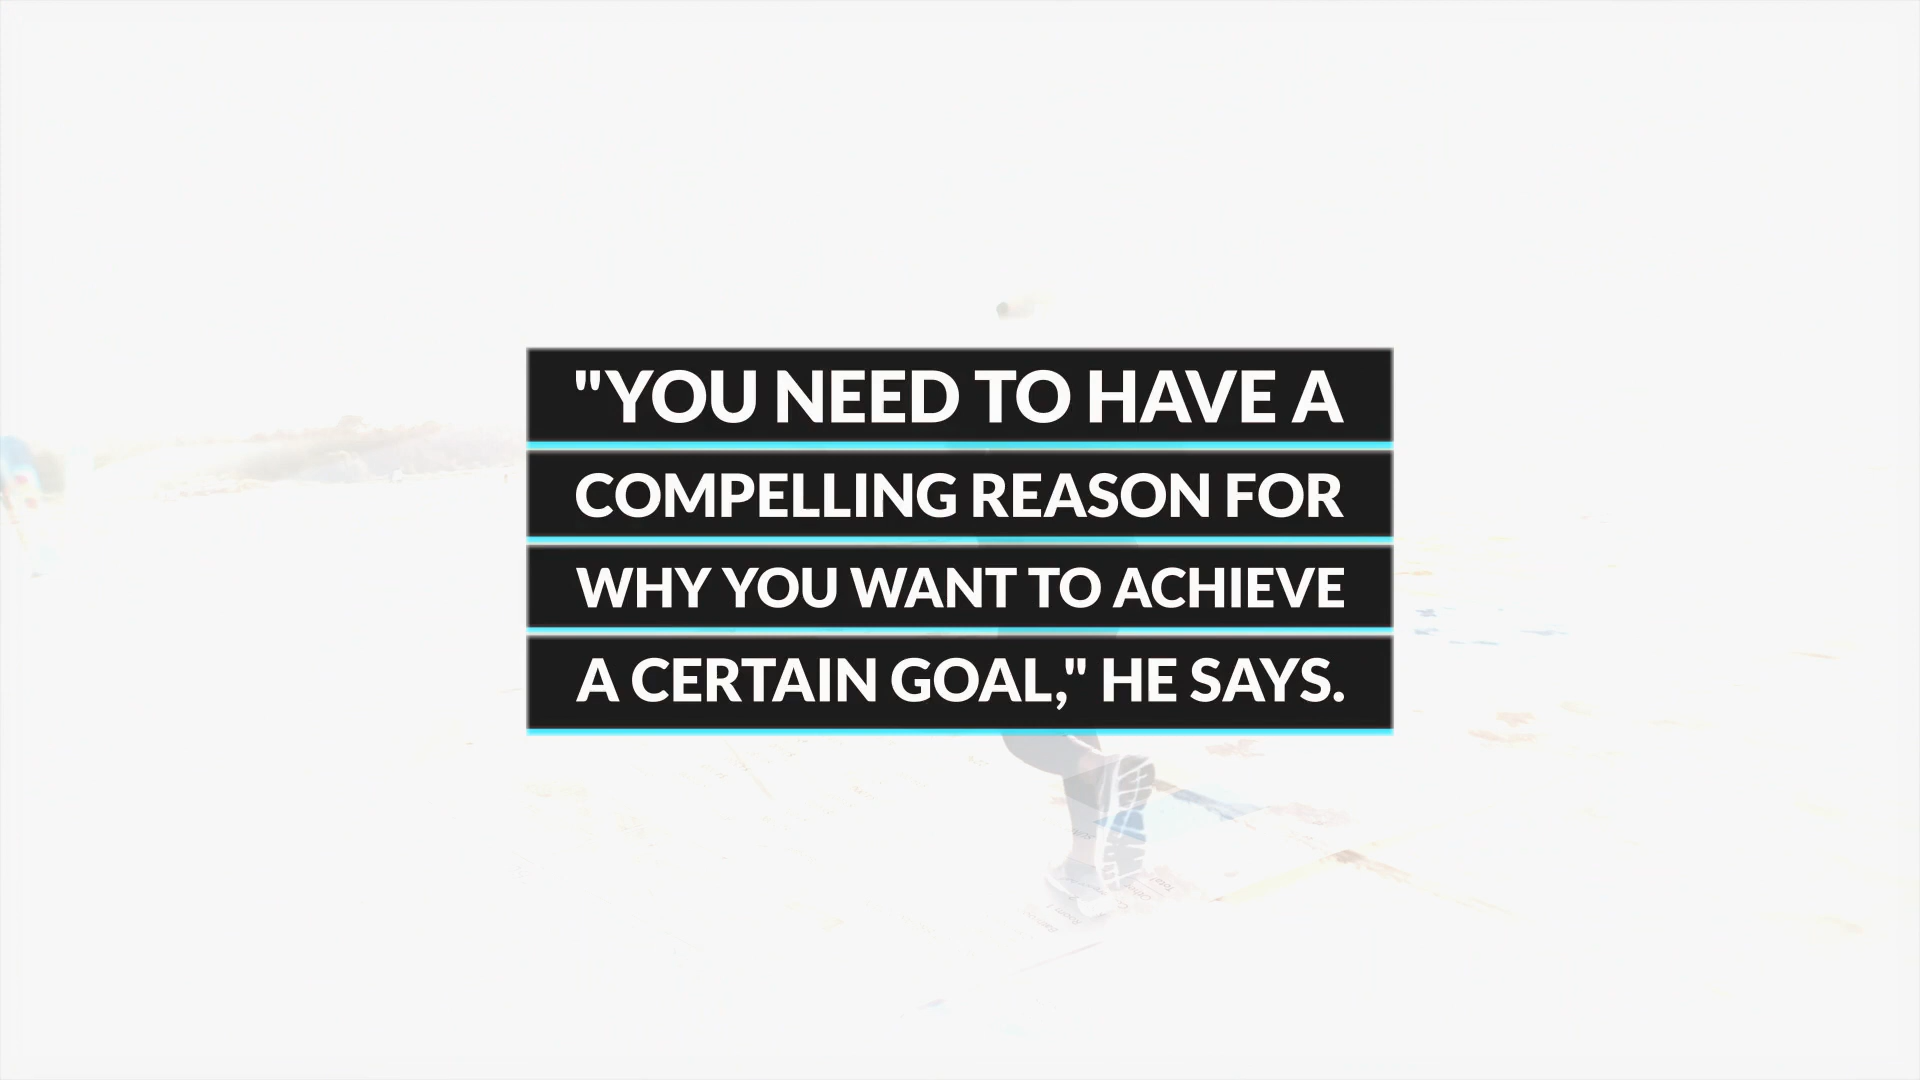 "YOU NEED TO HAVE A
COMPELLING REASON FOR
WHY YOU WANT TO ACHIEVE
A CERTAIN GOAL," HE SAYS.